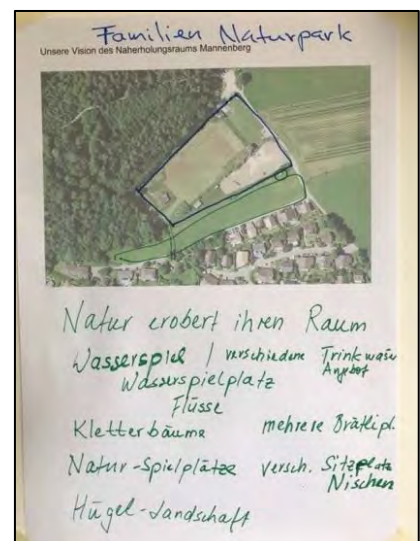 Familien Naturpark
Unsere Vision des Naherholungsraums Mannenberg
Natur erobert ihren Raum
Wasserspiel / verschiedene Trinkwasser
Angebot
Wasserspielplatz
Flüsse
Kletterbäume mehrere Brätlipl.
Natur-Spielplätze versch. Sitzplatz
Nischen
Hügel-Landschaft